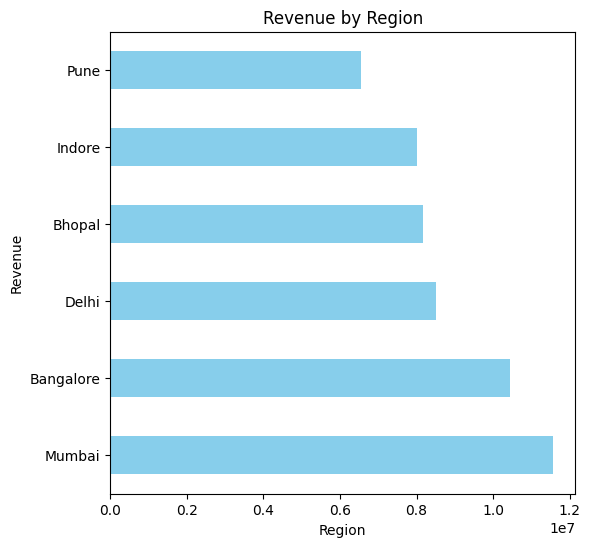 Revenue by Region
Pune
Indore
Bhopal
Delhi
Bangalore
Mumbai
Revenue
0.0 0.2 0.4 0.6 0.8 1.0 1.2
1e7
Region